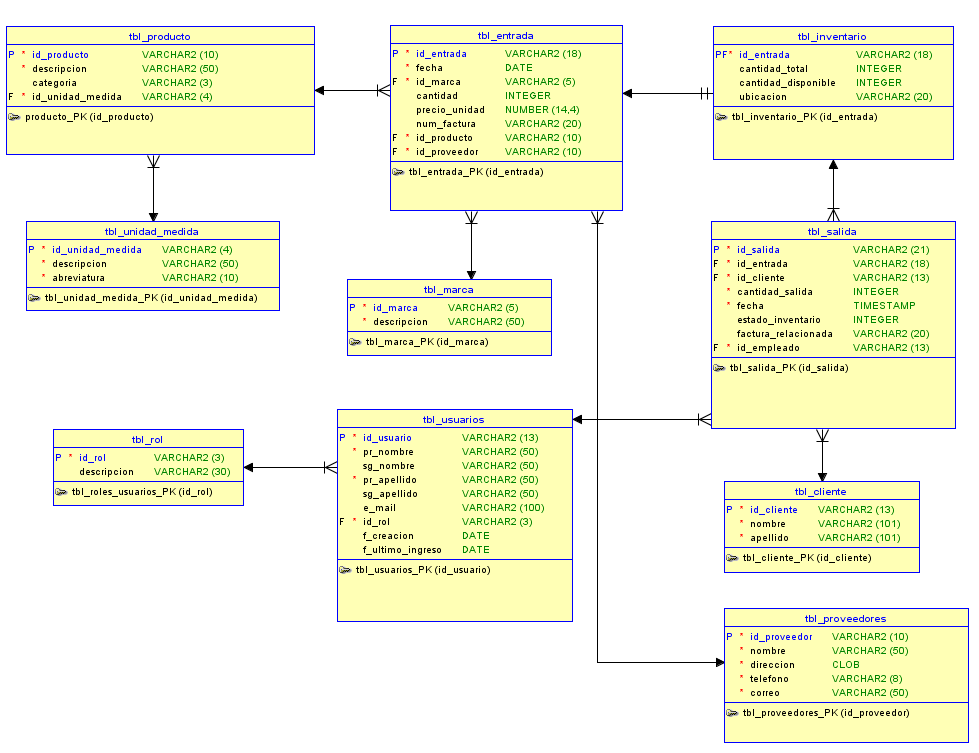 tbl_producto
P * id_producto VARCHAR2 (10)
* descripcion VARCHAR2 (50)
categoria VARCHAR2 (3)
F * id_unidad_medida VARCHAR2 (4)
producto_PK (id_producto)
tbl_entrada
P * id_entrada VARCHAR2 (18)
* fecha DATE
F * id_marca VARCHAR2 (5)
cantidad INTEGER
precio_unidad NUMBER (14,4)
num_factura VARCHAR2 (20)
F * id_producto VARCHAR2 (10)
F * id_proveedor VARCHAR2 (10)
tbl_entrada_PK (id_entrada)
tbl_inventario
PF* id_entrada VARCHAR2 (18)
cantidad_total INTEGER
cantidad_disponible INTEGER
ubicacion VARCHAR2 (20)
tbl_inventario_PK (id_entrada)
tbl_unidad_medida
P * id_unidad_medida VARCHAR2 (4)
* descripcion VARCHAR2 (50)
* abreviatura VARCHAR2 (10)
tbl_unidad_medida_PK (id_unidad_medida)
tbl_marca
P * id_marca VARCHAR2 (5)
* descripcion VARCHAR2 (50)
tbl_marca_PK (id_marca)
tbl_salida
P * id_salida VARCHAR2 (21)
F * id_entrada VARCHAR2 (18)
F * id_cliente VARCHAR2 (13)
* cantidad_salida INTEGER
* fecha TIMESTAMP
estado_inventario INTEGER
factura_relacionada VARCHAR2 (20)
F * id_empleado VARCHAR2 (13)
tbl_salida_PK (id_salida)
tbl_rol
P * id_rol VARCHAR2 (3)
descripcion VARCHAR2 (30)
tbl_roles_usuarios_PK (id_rol)
tbl_usuarios
P * id_usuario VARCHAR2 (13)
* pr_nombre VARCHAR2 (50)
sg_nombre VARCHAR2 (50)
* pr_apellido VARCHAR2 (50)
sg_apellido VARCHAR2 (50)
e_mail VARCHAR2 (100)
F * id_rol VARCHAR2 (3)
f_creacion DATE
f_ultimo_ingreso DATE
tbl_usuarios_PK (id_usuario)
tbl_cliente
P * id_cliente VARCHAR2 (13)
* nombre VARCHAR2 (101)
* apellido VARCHAR2 (101)
tbl_cliente_PK (id_cliente)
tbl_proveedores
P * id_proveedor VARCHAR2 (10)
* nombre VARCHAR2 (50)
* direccion CLOB
* telefono VARCHAR2 (8)
* correo VARCHAR2 (50)
tbl_proveedores_PK (id_proveedor)